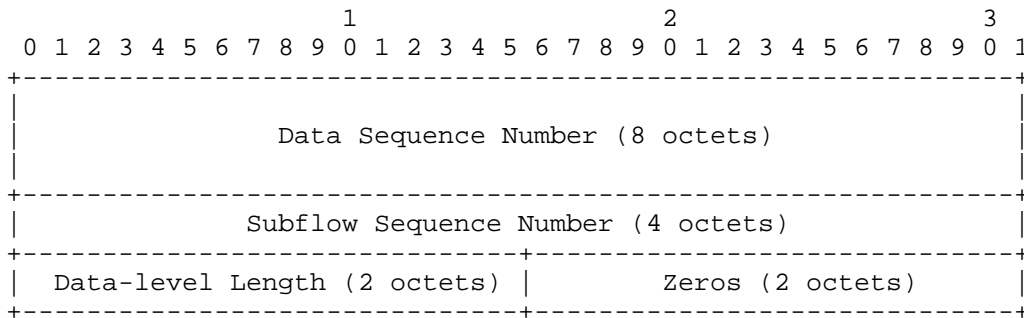 1 2 3
0 1 2 3 4 5 6 7 8 9 0 1 2 3 4 5 6 7 8 9 0 1 2 3 4 5 6 7 8 9 0 1
Data Sequence Number (8 octets)
Subflow Sequence Number (4 octets)
Data-level Length (2 octets) | Zeros (2 octets)